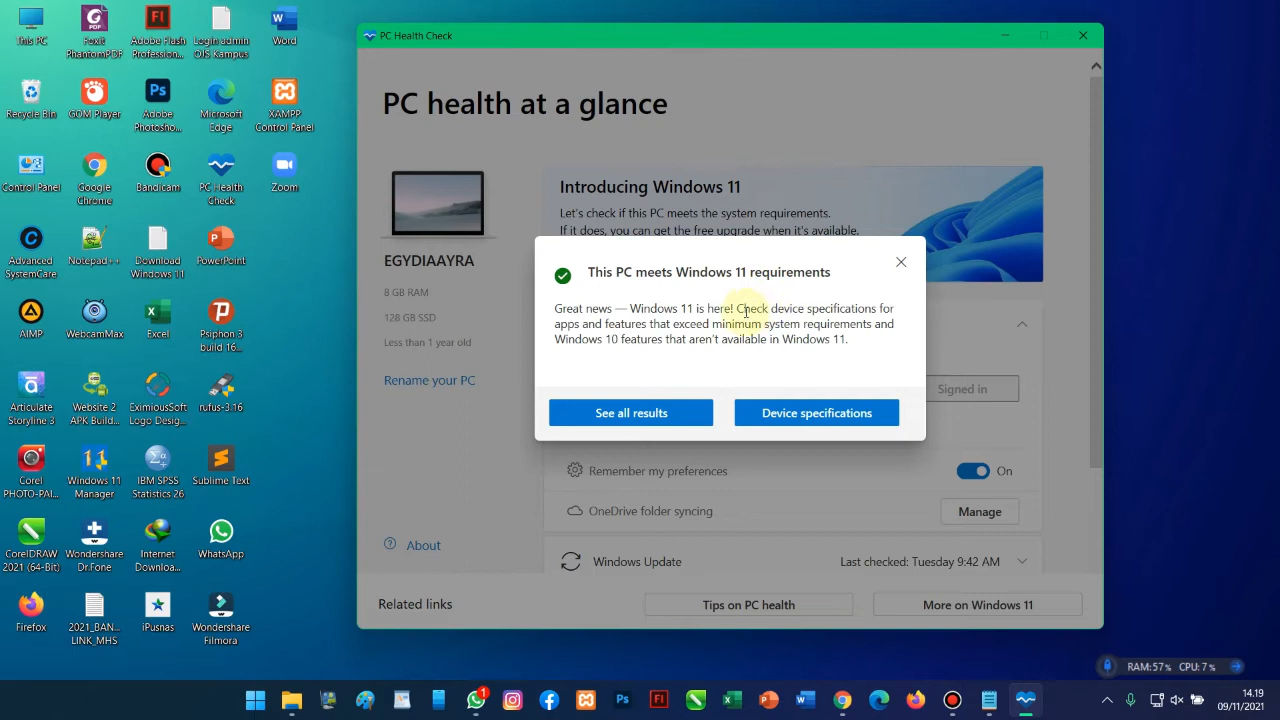 This PC
Foxit
PhantomPDF
Adobe Flash
Profession...
Login admin
OJS Kampus
Word
Recycle Bin
GOM Player
Adobe
Photosho...
Microsoft
Edge
XAMPP
Control Panel
Control Panel
Google
Chrome
Bandicam
PC Health
Check
Zoom
Advanced
SystemCare
Notepad++
Download
Windows 11
PowerPoint
AIMP
WebcamMax
Excel
Psiphon 3
build 16...
Articulate
Storyline 3
Website 2
APK Build...
EximiousSoft
Logo Desig...
rufus-3.16
Corel
PHOTO-PAI...
Windows 11
Manager
IBM SPSS
Statistics 26
Sublime Text
CorelDRAW
2021 (64-Bit)
Wondershare
Dr.Fone
Internet
Downloa...
WhatsApp
Firefox
2021_BAN...
LINK_MHS
iPusnas
Wondershare
Filmora
PC Health Check
PC health at a glance
EGYDIAAYRA
8 GB RAM
128 GB SSD
Less than 1 year old
Rename your PC
About
Introducing Windows 11
Let's check if this PC meets the system requirements.
If it does, you can get the free upgrade when it's available.
This PC meets Windows 11 requirements
Great news — Windows 11 is here! Check device specifications for
apps and features that exceed minimum system requirements and
Windows 10 features that aren't available in Windows 11.
See all results
Device specifications
Signed in
Remember my preferences
On
OneDrive folder syncing
Manage
Windows Update
Last checked: Tuesday 9:42 AM
Related links
Tips on PC health
More on Windows 11
RAM:57% CPU:7%
1
14.19
09/11/2021